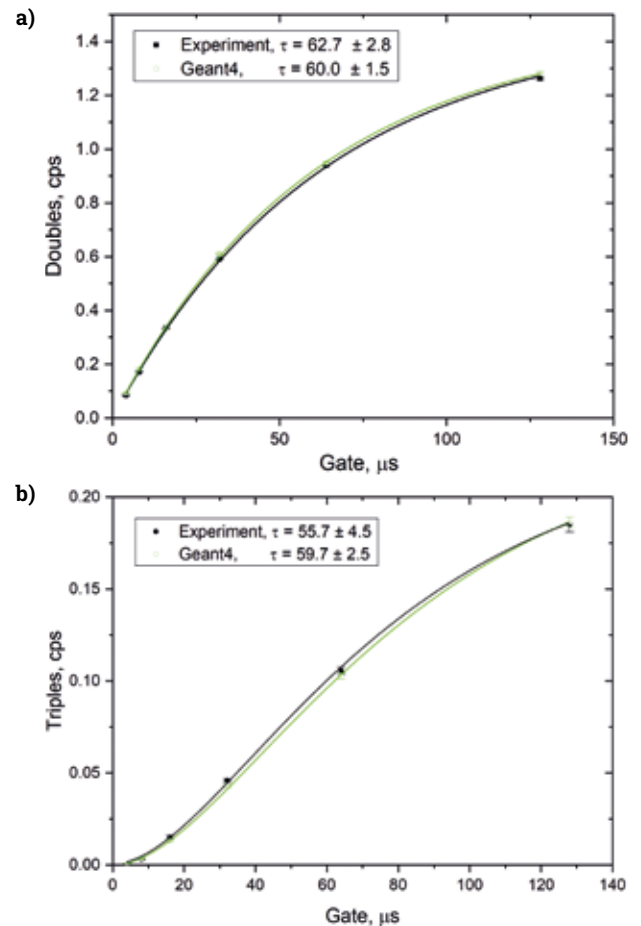 a)
1.4
1.2
1.0
0.8
0.6
0.4
0.2
0.0
Doubles, cps
Experiment, τ = 62.7 ± 2.8
Geant4, τ = 60.0 ± 1.5
0 50 100 150
Gate, μs
b)
0.20
0.15
0.10
0.05
0.00
Triples, cps
Experiment, τ = 55.7 ± 4.5
Geant4, τ = 59.7 ± 2.5
0 20 40 60 80 100 120 140
Gate, μs